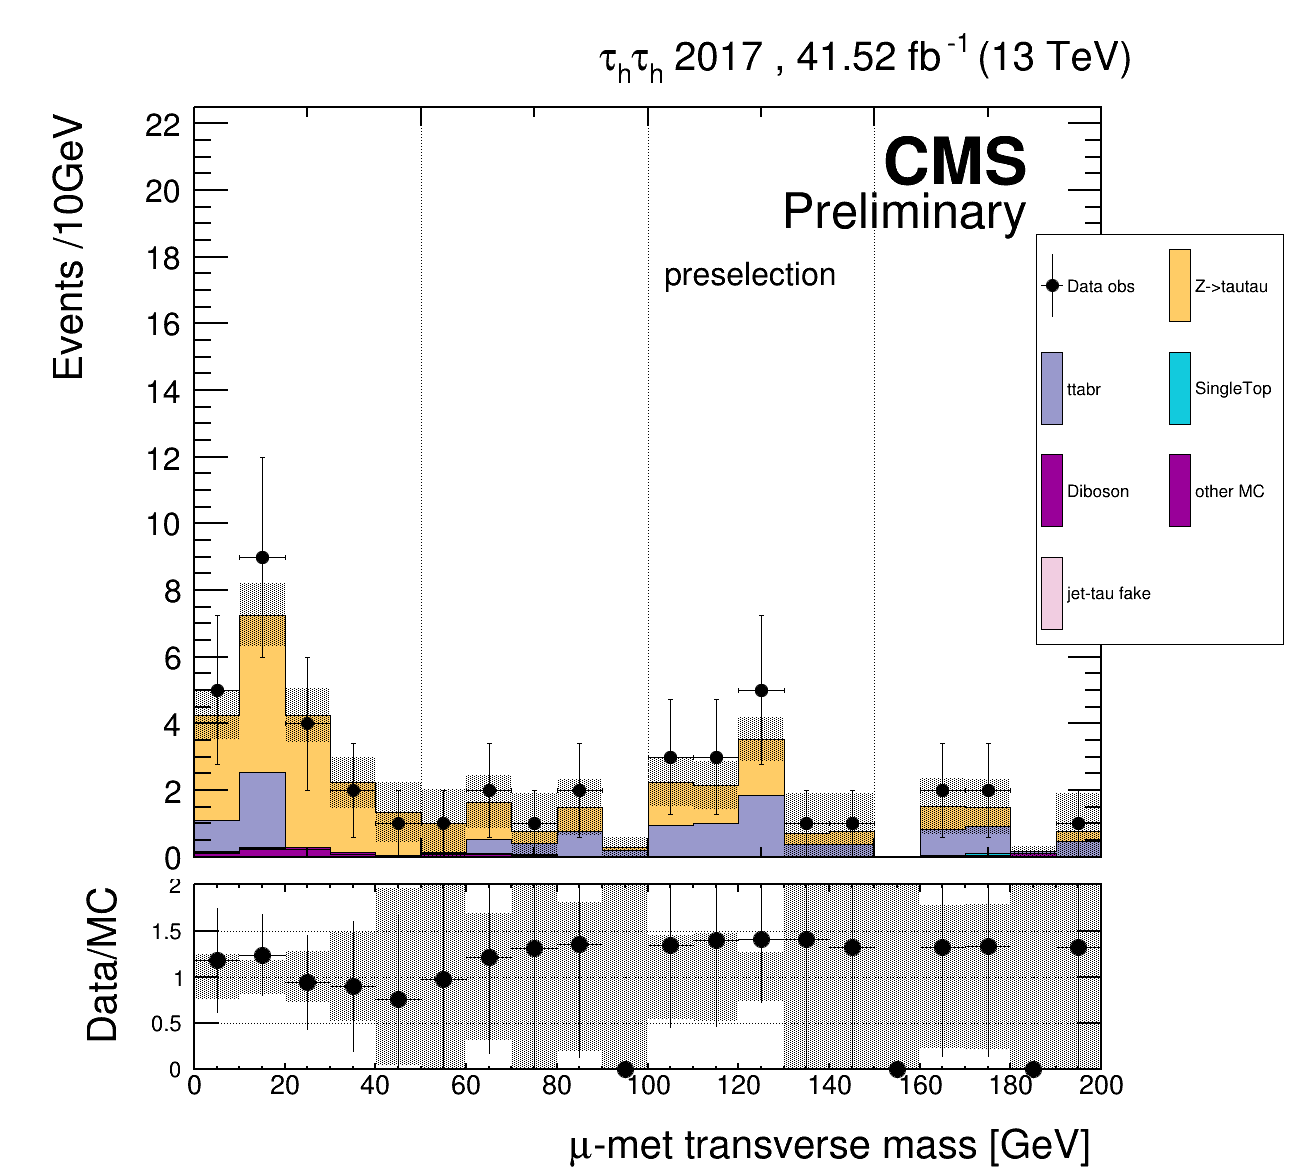 τhτh 2017 , 41.52 fb-1 (13 TeV)
Events /10GeV
22
20
18
16
14
12
10
8
6
4
2
0
CMS
Preliminary
preselection
Data obs
Z->tautau
ttabr
SingleTop
Diboson
other MC
jet-tau fake
Data/MC
2
1.5
1
0.5
0
0 20 40 60 80 100 120 140 160 180 200
μ-met transverse mass [GeV]